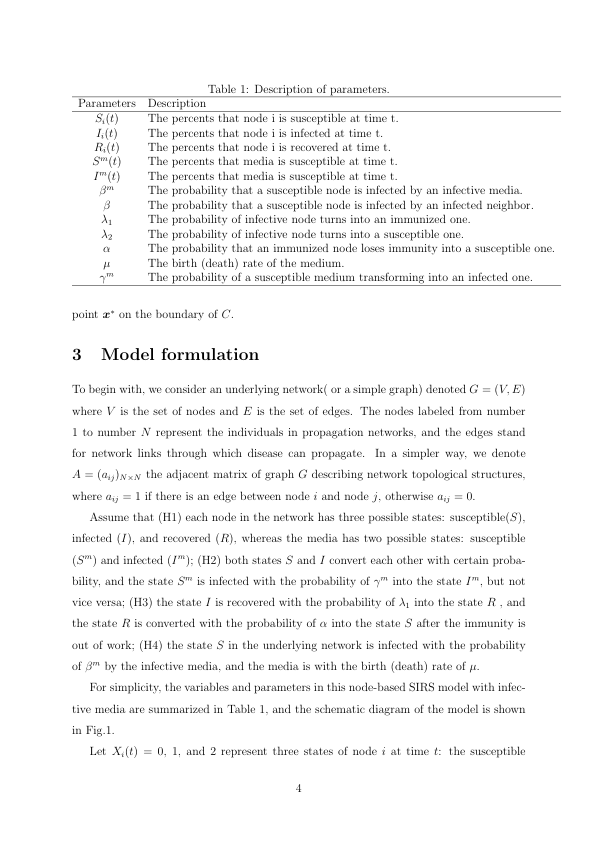 Table 1: Description of parameters.
Parameters Description
S_i(t) The percents that node i is susceptible at time t.
I_i(t) The percents that node i is infected at time t.
R_i(t) The percents that node i is recovered at time t.
S^m(t) The percents that media is susceptible at time t.
I^m(t) The percents that media is susceptible at time t.
β^m The probability that a susceptible node is infected by an infective media.
β The probability that a susceptible node is infected by an infected neighbor.
λ_1 The probability of infective node turns into an immunized one.
λ_2 The probability of infective node turns into a susceptible one.
α The probability that an immunized node loses immunity into a susceptible one.
μ The birth (death) rate of the medium.
γ^m The probability of a susceptible medium transforming into an infected one.
point x* on the boundary of C.
3 Model formulation
To begin with, we consider an underlying network( or a simple graph) denoted G = (V, E)
where V is the set of nodes and E is the set of edges. The nodes labeled from number
1 to number N represent the individuals in propagation networks, and the edges stand
for network links through which disease can propagate. In a simpler way, we denote
A = (a_{ij})_{N×N} the adjacent matrix of graph G describing network topological structures,
where a_{ij} = 1 if there is an edge between node i and node j, otherwise a_{ij} = 0.
Assume that (H1) each node in the network has three possible states: susceptible(S),
infected (I), and recovered (R), whereas the media has two possible states: susceptible
(S^m) and infected (I^m); (H2) both states S and I convert each other with certain proba-
bility, and the state S^m is infected with the probability of γ^m into the state I^m, but not
vice versa; (H3) the state I is recovered with the probability of λ_1 into the state R , and
the state R is converted with the probability of α into the state S after the immunity is
out of work; (H4) the state S in the underlying network is infected with the probability
of β^m by the infective media, and the media is with the birth (death) rate of μ.
For simplicity, the variables and parameters in this node-based SIRS model with infec-
tive media are summarized in Table 1, and the schematic diagram of the model is shown
in Fig.1.
Let X_i(t) = 0, 1, and 2 represent three states of node i at time t: the susceptible
4